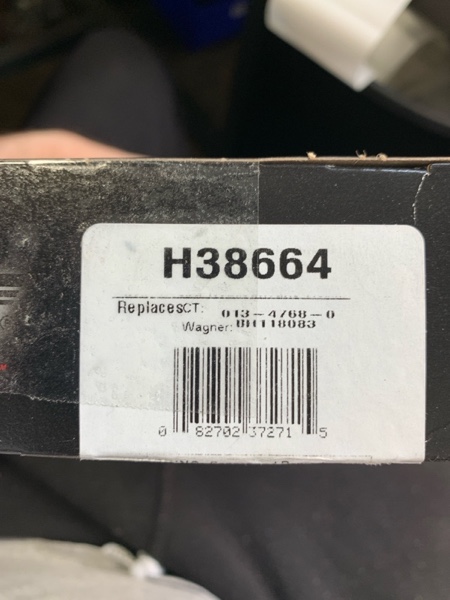 H38664
ReplacesCT: 013-4768-0
Wagner: BH118083
0 82702 37271 5